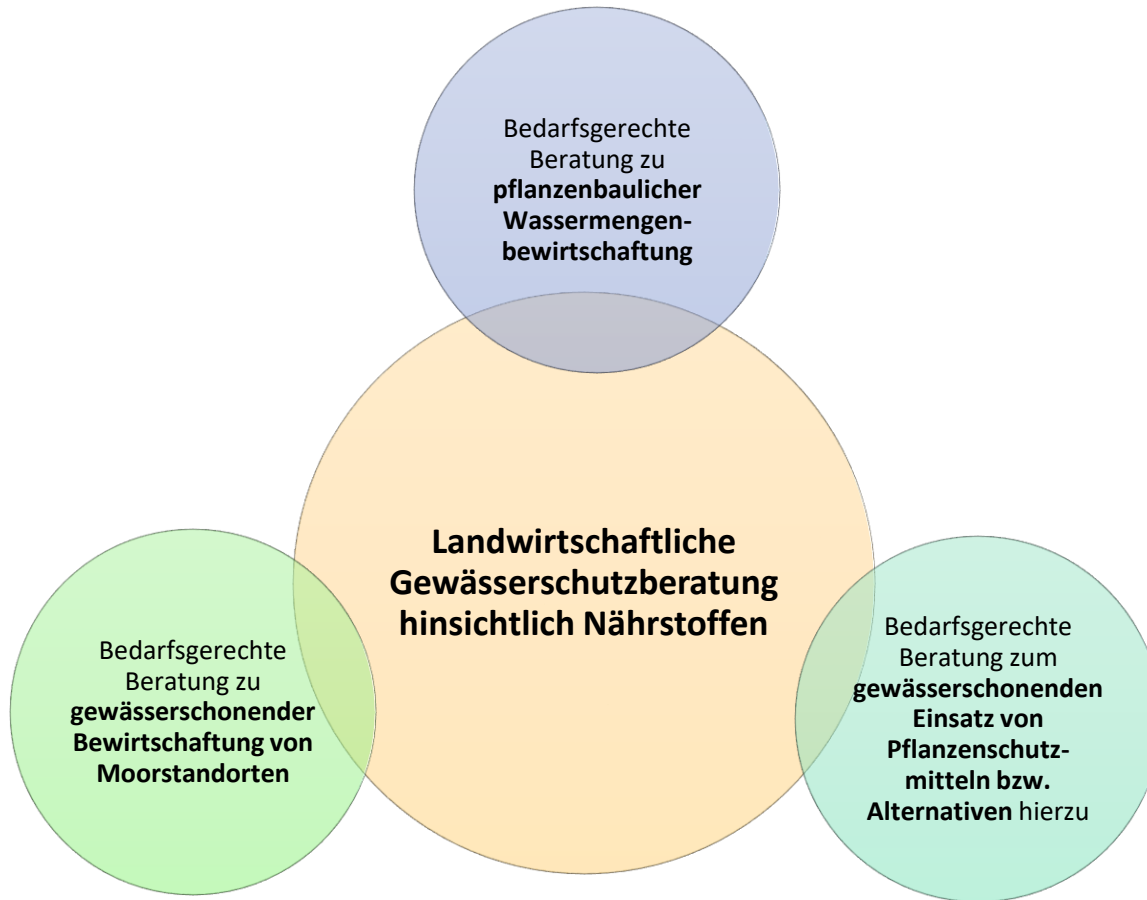 Bedarfsgerechte
Beratung zu
pflanzenbaulicher
Wassermengen-
bewirtschaftung
Landwirtschaftliche
Gewässerschutzberatung
hinsichtlich Nährstoffen
Bedarfsgerechte
Beratung zu
gewässerschonender
Bewirtschaftung von
Moorstandorten
Bedarfsgerechte
Beratung zum
gewässerschonenden
Einsatz von
Pflanzenschutz-
mitteln bzw.
Alternativen hierzu